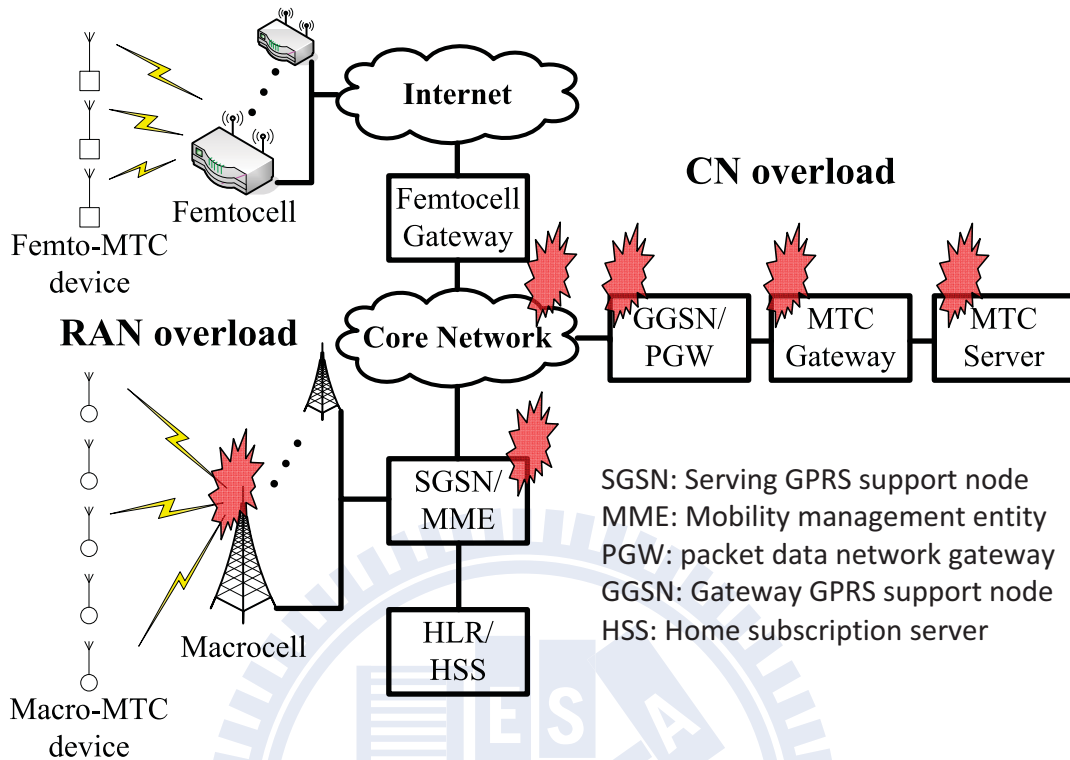 Internet
CN overload
Femtocell
Femtocell
Gateway
Femto-MTC
device
RAN overload
Core Network
GGSN/
PGW
MTC
Gateway
MTC
Server
SGSN/
MME
SGSN: Serving GPRS support node
MME: Mobility management entity
PGW: packet data network gateway
GGSN: Gateway GPRS support node
HSS: Home subscription server
Macrocell
HLR/
HSS
Macro-MTC
device
ESA